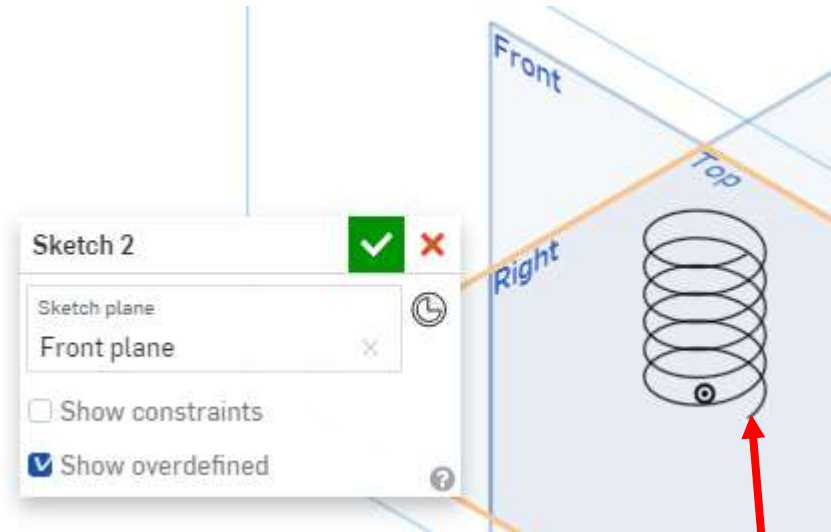 Front
Top
Right
Sketch 2
Sketch plane
Front plane
Show constraints
Show overdefined
?